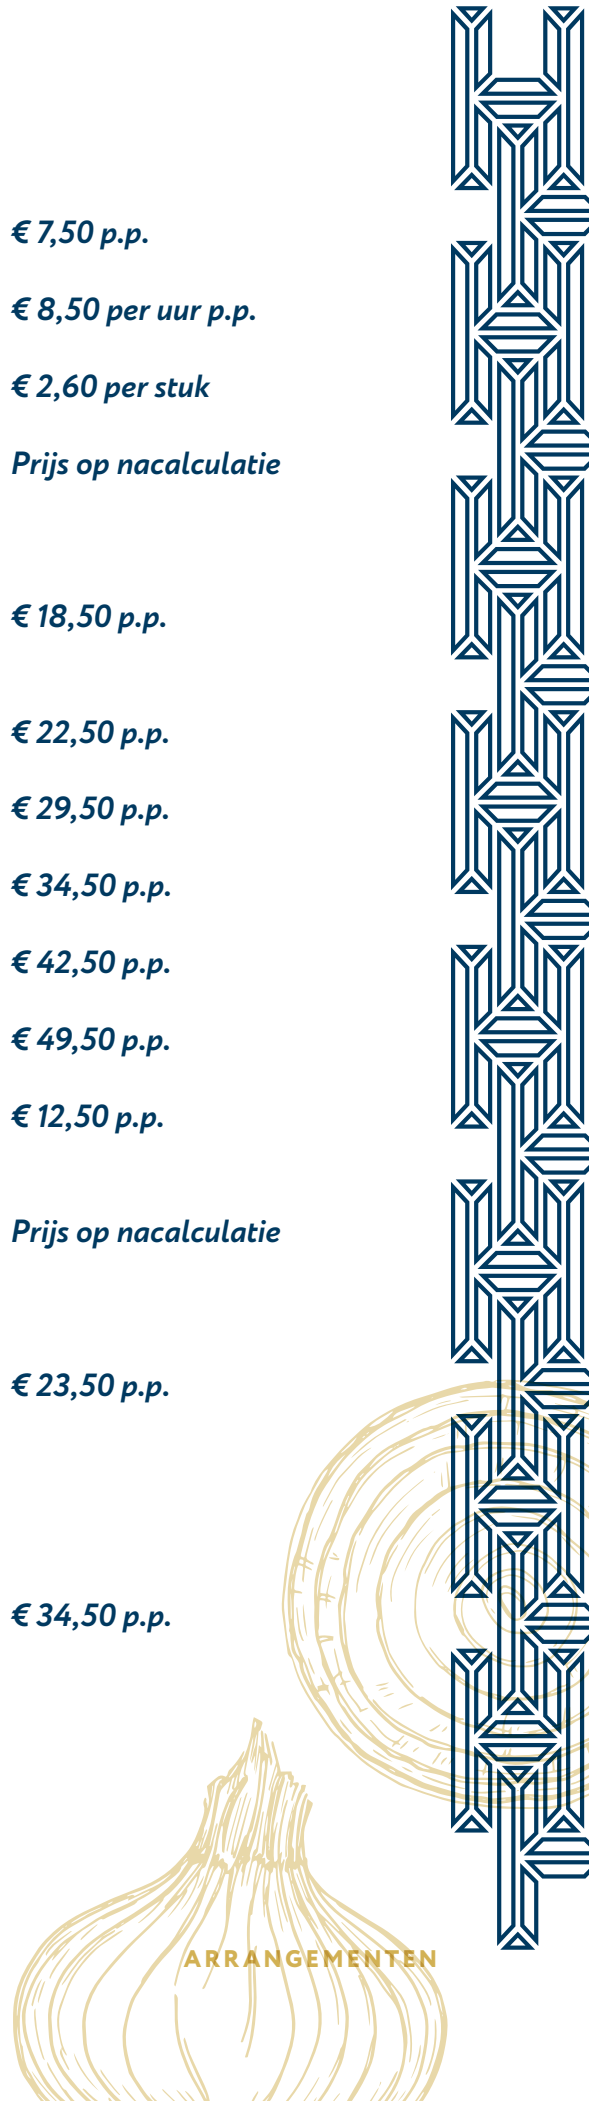 € 7,50 p.p.
€ 8,50 per uur p.p.
€ 2,60 per stuk
Prijs op nacalculatie
€ 18,50 p.p.
€ 22,50 p.p.
€ 29,50 p.p.
€ 34,50 p.p.
€ 42,50 p.p.
€ 49,50 p.p.
€ 12,50 p.p.
Prijs op nacalculatie
€ 23,50 p.p.
€ 34,50 p.p.
ARRANGEMENTEN